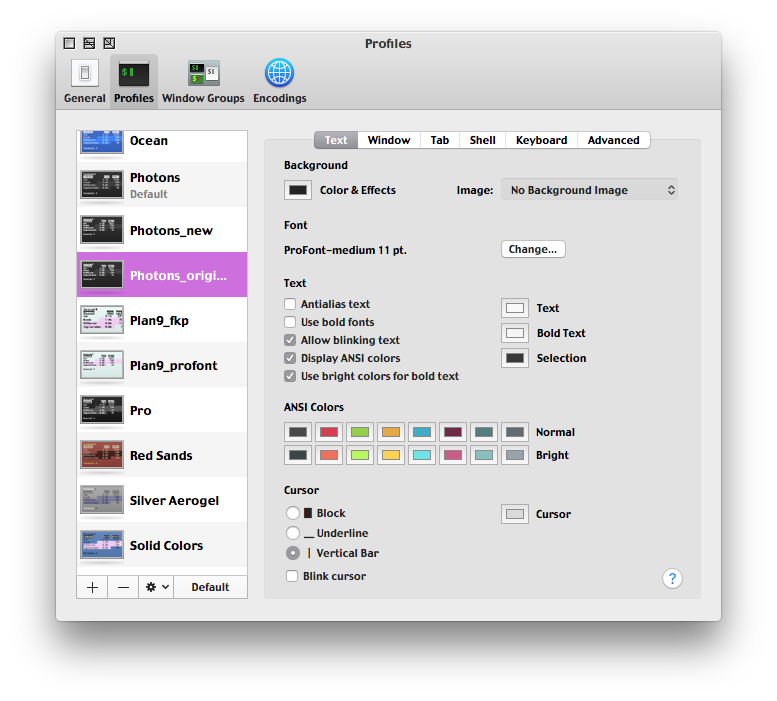 Profiles
General
Profiles
Window Groups
Encodings
Ocean
Photons
Default
Photons_new
Photons_origi...
Plan9_fkp
Plan9_profont
Pro
Red Sands
Silver Aerogel
Solid Colors
Default
Text
Window
Tab
Shell
Keyboard
Advanced
Background
Color & Effects
Image:
No Background Image
Font
ProFont-medium 11 pt.
Change...
Text
Antialias text
Use bold fonts
Allow blinking text
Display ANSI colors
Use bright colors for bold text
Text
Bold Text
Selection
ANSI Colors
Normal
Bright
Cursor
Block
Underline
Vertical Bar
Blink cursor
Cursor
?